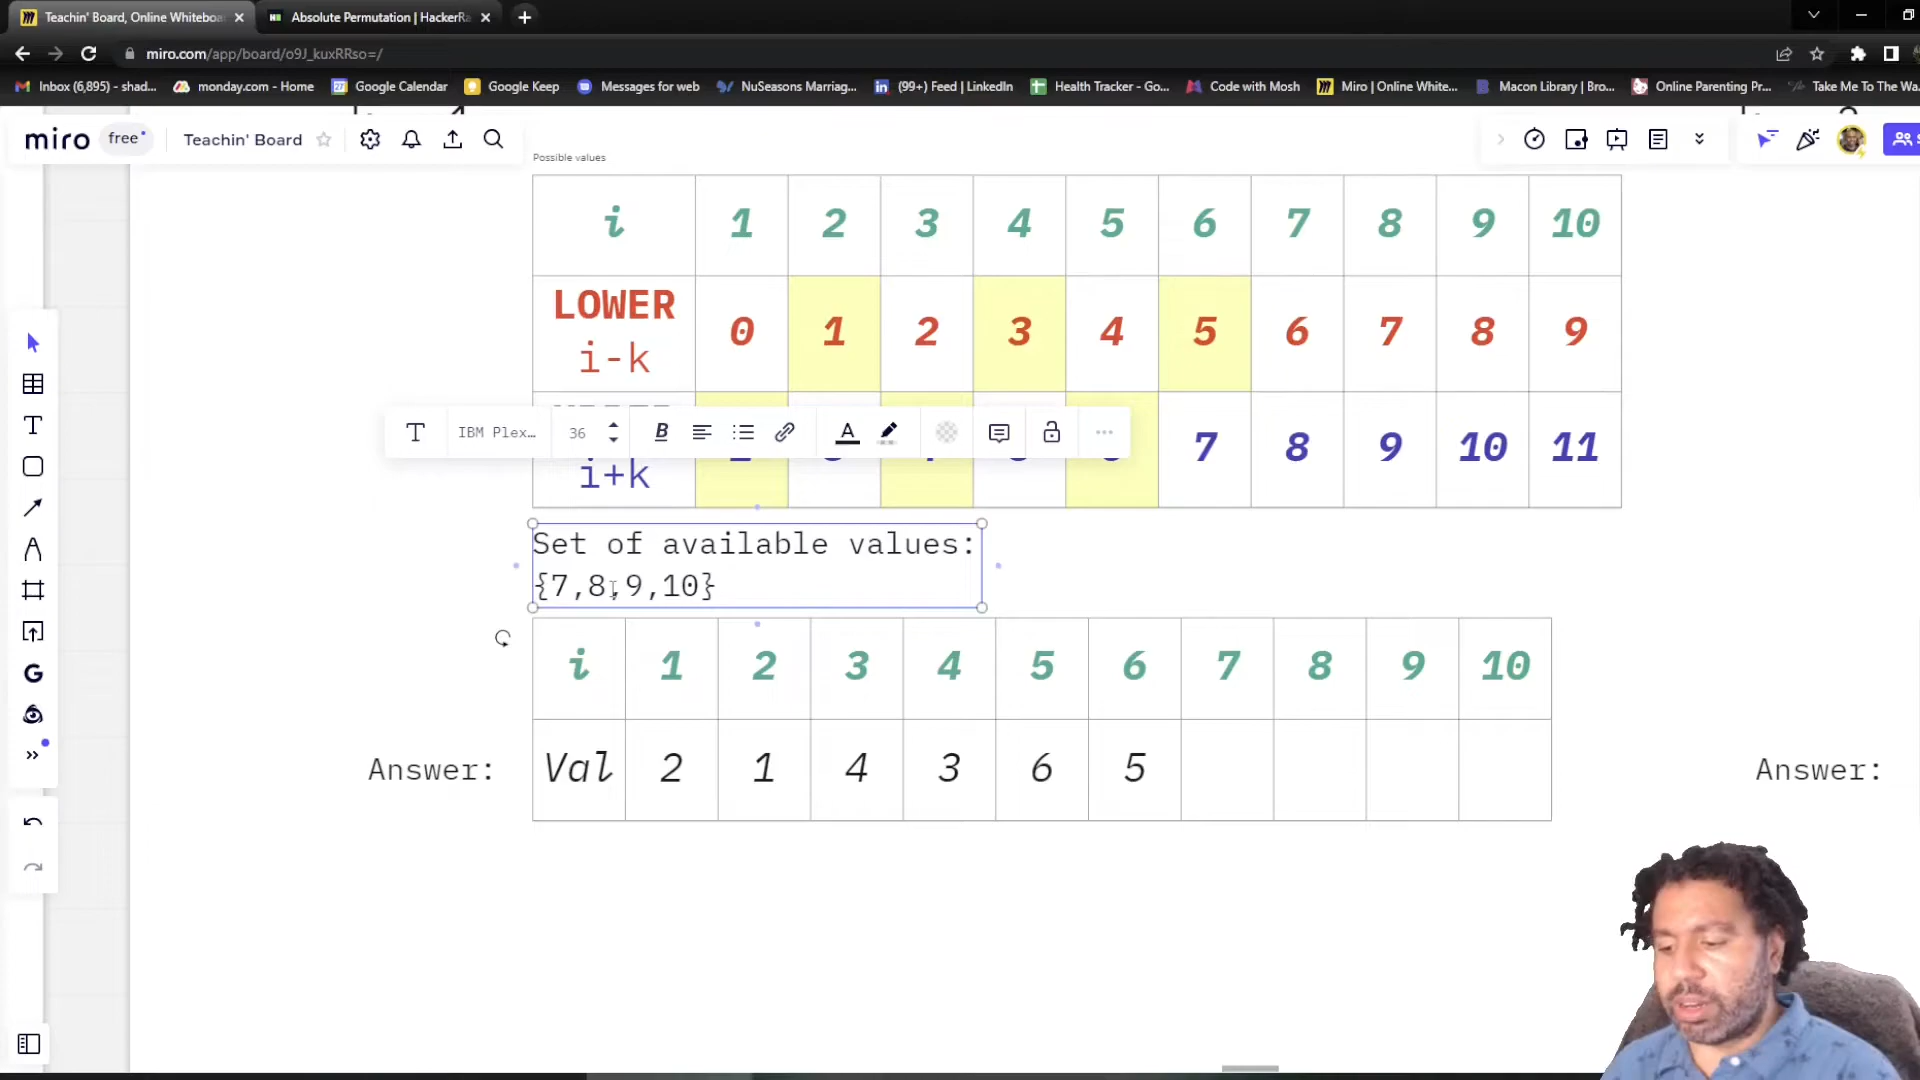 Teachin' Board, Online Whiteboa
Absolute Permutation | HackerRa
miro.com/app/board/o9J_kuxRRso=/
Inbox (6,895) - shad...
monday.com - Home
Google Calendar
Google Keep
Messages for web
NuSeasons Marriag...
(99+) Feed | LinkedIn
Health Tracker - Go...
Code with Mosh
Miro | Online White...
Macon Library | Bro...
Online Parenting Pr...
Take Me To The Wa
miro free Teachin' Board
Possible values
i 1 2 3 4 5 6 7 8 9 10
LOWER
i-k 0 1 2 3 4 5 6 7 8 9
IBM Plex... 36 B A
i+k 7 8 9 10 11
Set of available values:
{7,8,9,10}
i 1 2 3 4 5 6 7 8 9 10
Answer: Val 2 1 4 3 6 5
Answer: